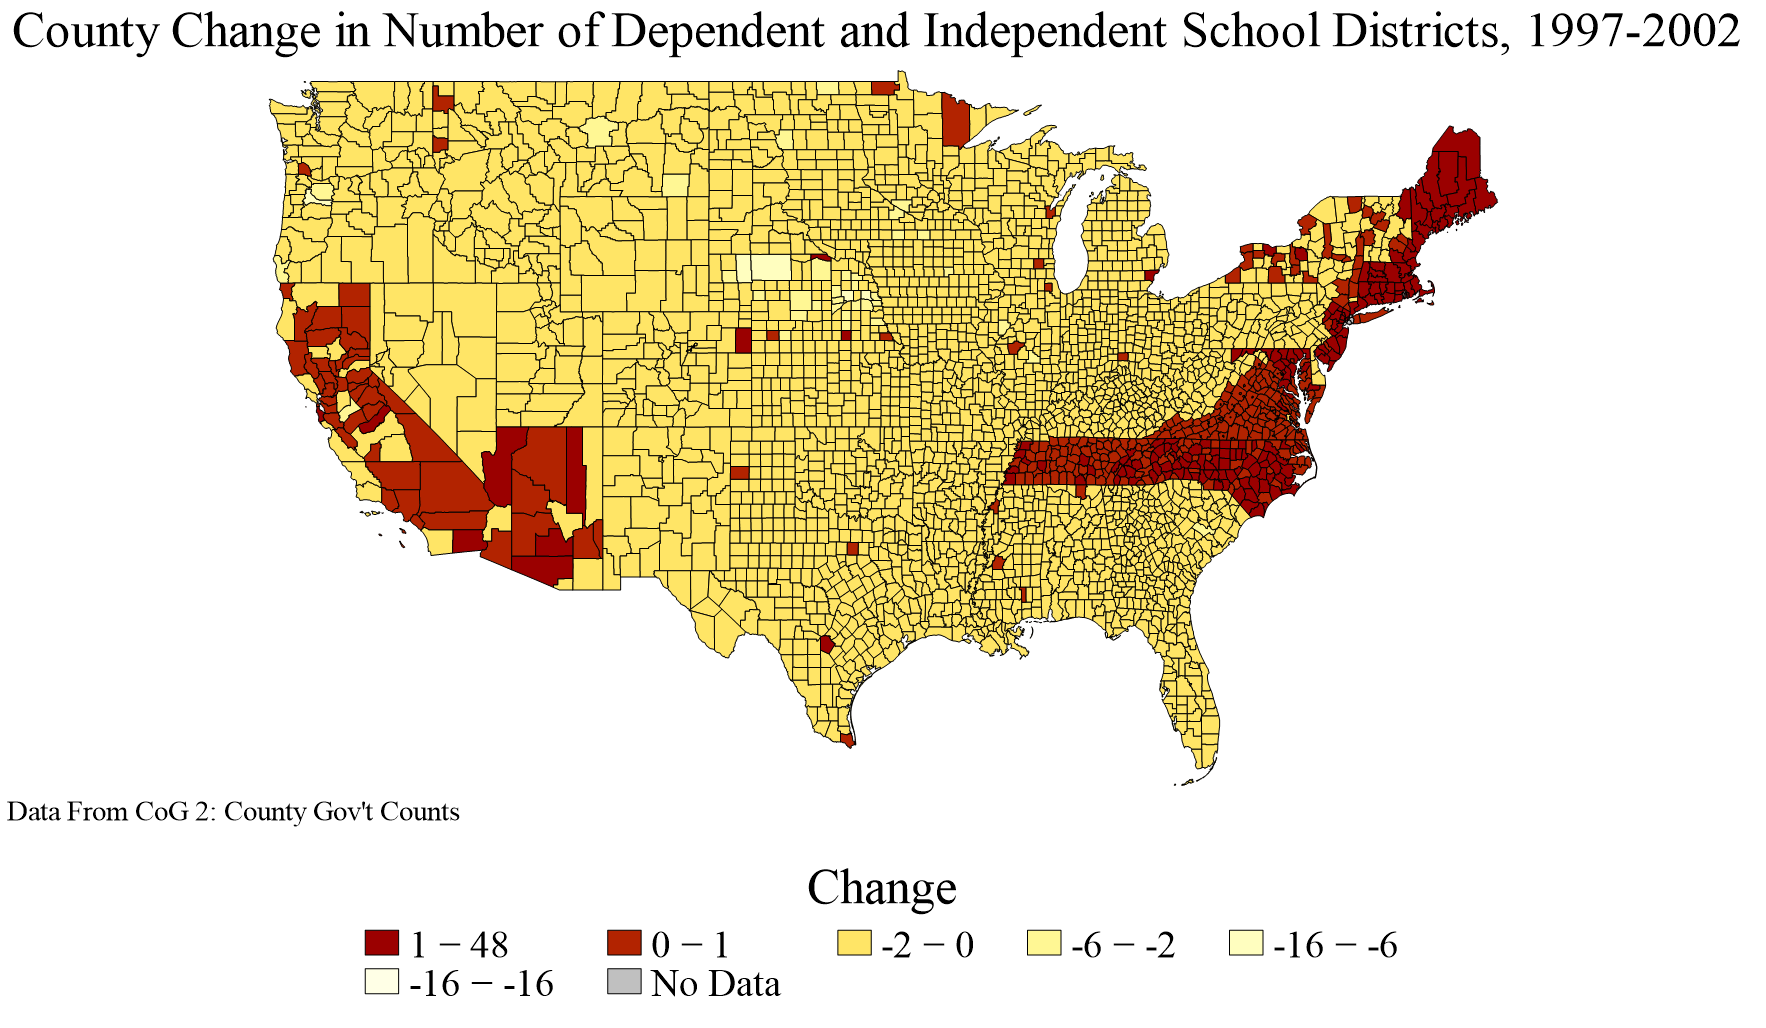 County Change in Number of Dependent and Independent School Districts, 1997-2002
Data From CoG 2: County Gov't Counts
Change
1 − 48
0 − 1
-2 − 0
-6 − -2
-16 − -6
-16 − -16
No Data